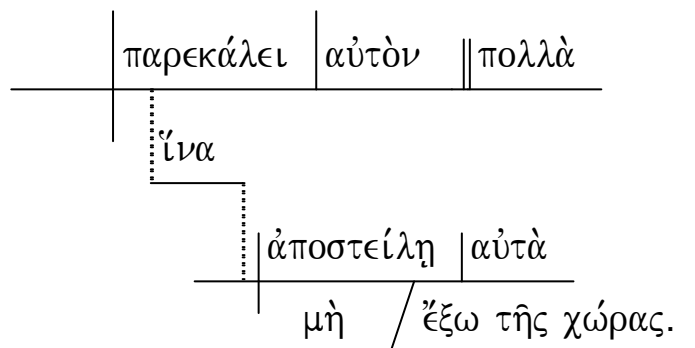 παρεκάλει αὐτὸν πολλὰ
ἵνα
ἀποστείλῃ αὐτὰ
μὴ ἔξω τῆς χώρας.